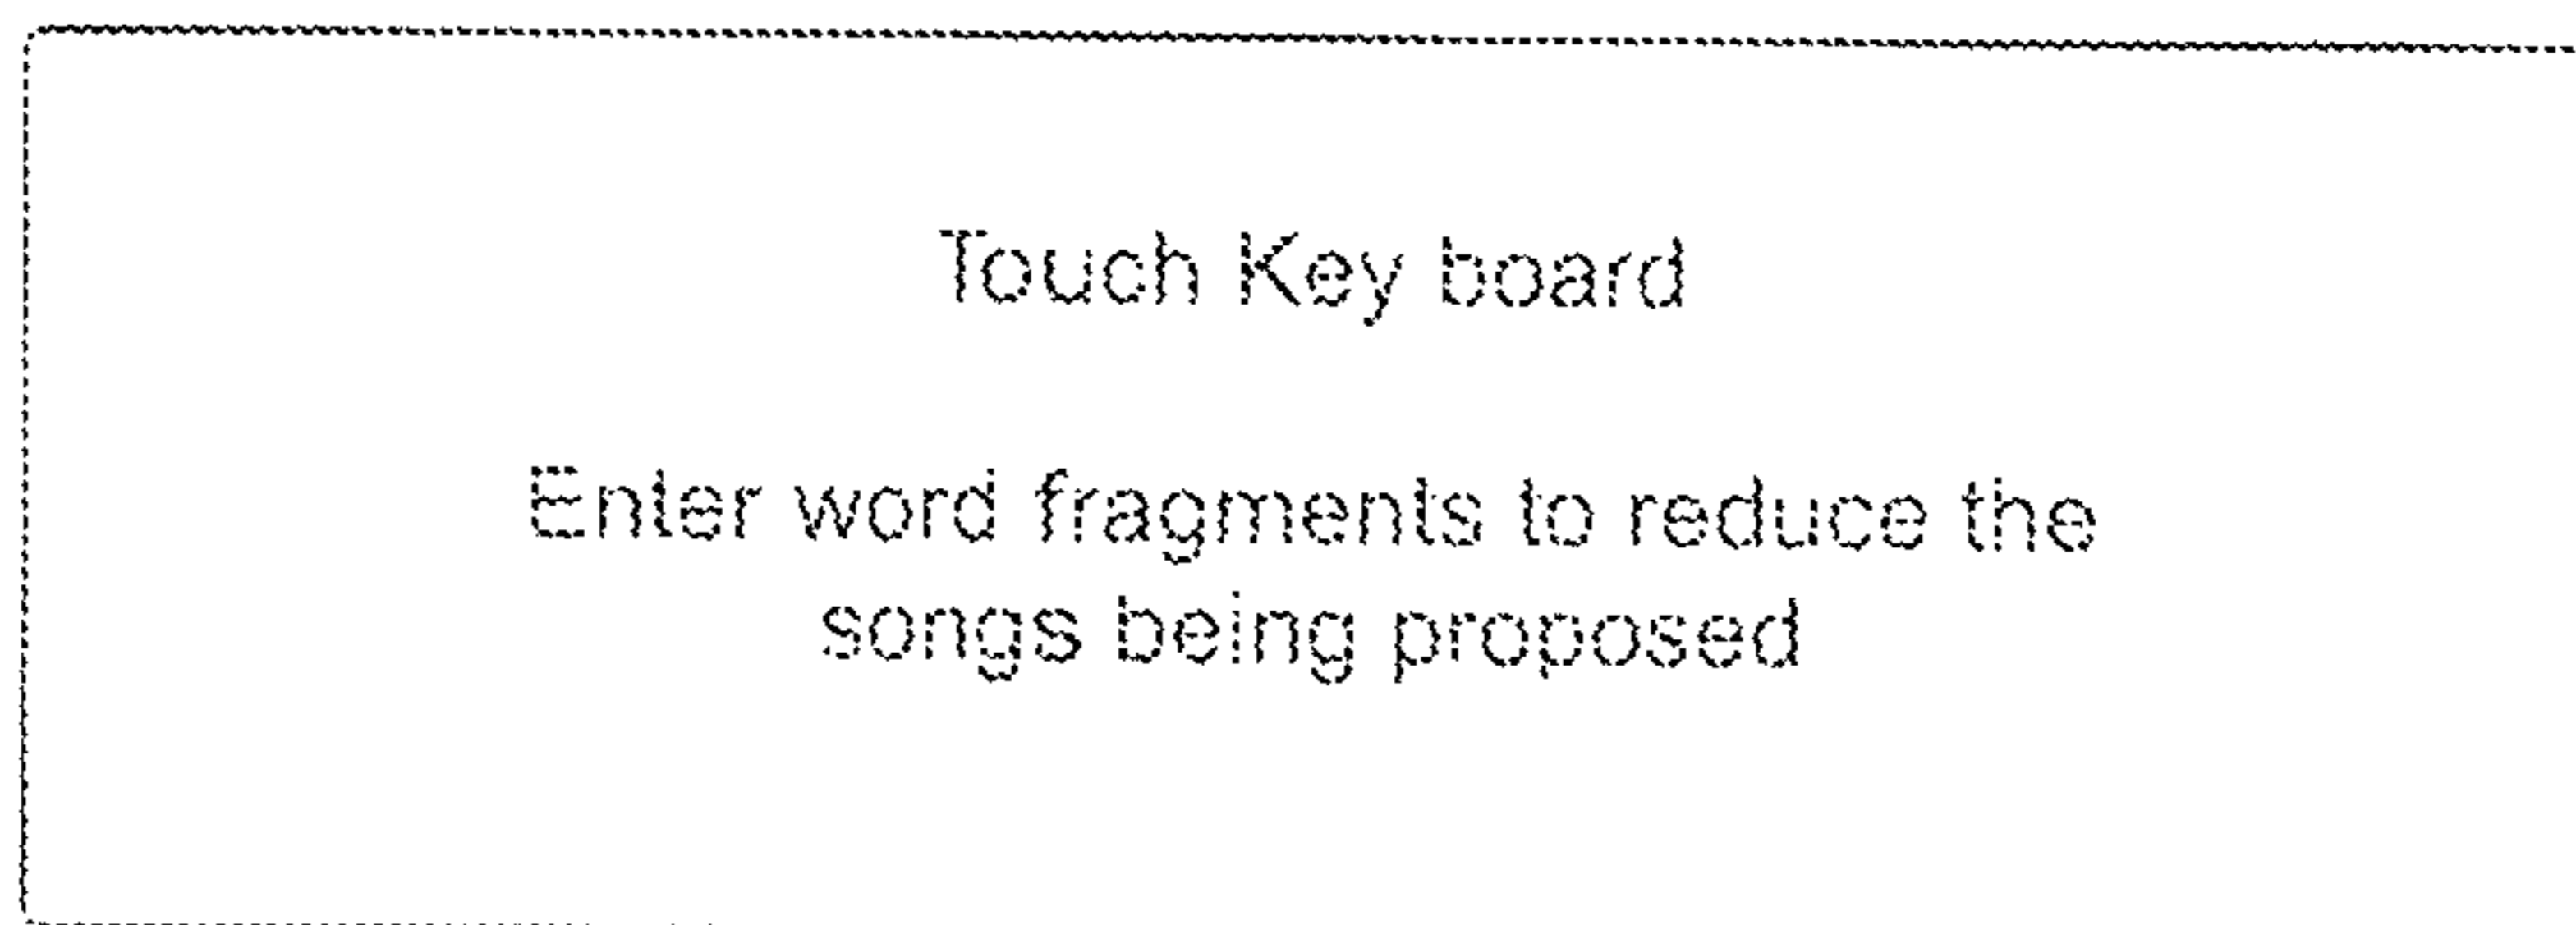 Touch Key board
Enter word fragments to reduce the
songs being proposed